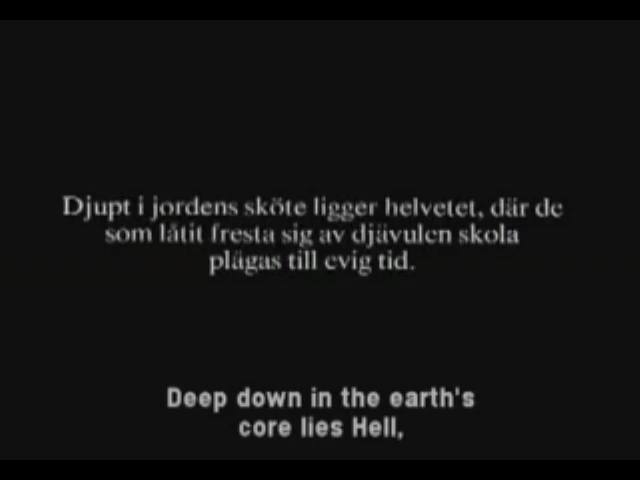 Djupt i jordens sköte ligger helvetet, där de
som låtit fresta sig av djävulen skola
plågas till evig tid.
Deep down in the earth's
core lies Hell,